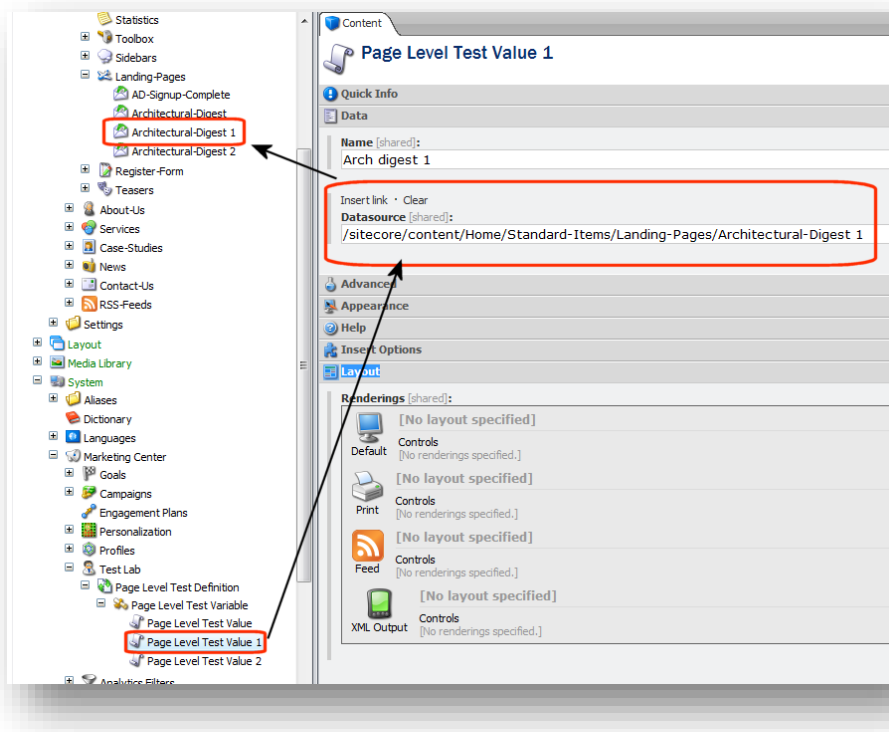 Statistics
Toolbox
Sidebars
Landing-Pages
AD-Signup-Complete
Architectural-Digest
Architectural-Digest 1
Architectural-Digest 2
Register-Form
Teasers
About-Us
Services
Case-Studies
News
Contact-Us
RSS-Feeds
Settings
Layout
Media Library
System
Aliases
Dictionary
Languages
Marketing Center
Goals
Campaigns
Engagement Plans
Personalization
Profiles
Test Lab
Page Level Test Definition
Page Level Test Variable
Page Level Test Value
Page Level Test Value 1
Page Level Test Value 2
Analytics Filters
Content
Page Level Test Value 1
Quick Info
Data
Name [shared]:
Arch digest 1
Insert link · Clear
Datasource [shared]:
/sitecore/content/Home/Standard-Items/Landing-Pages/Architectural-Digest 1
Advanced
Appearance
Help
Insert Options
Layout
Renderings [shared]:
[No layout specified]
Default
Controls
[No renderings specified.]
[No layout specified]
Print
Controls
[No renderings specified.]
[No layout specified]
Feed
Controls
[No renderings specified.]
[No layout specified]
XML Output
Controls
[No renderings specified.]